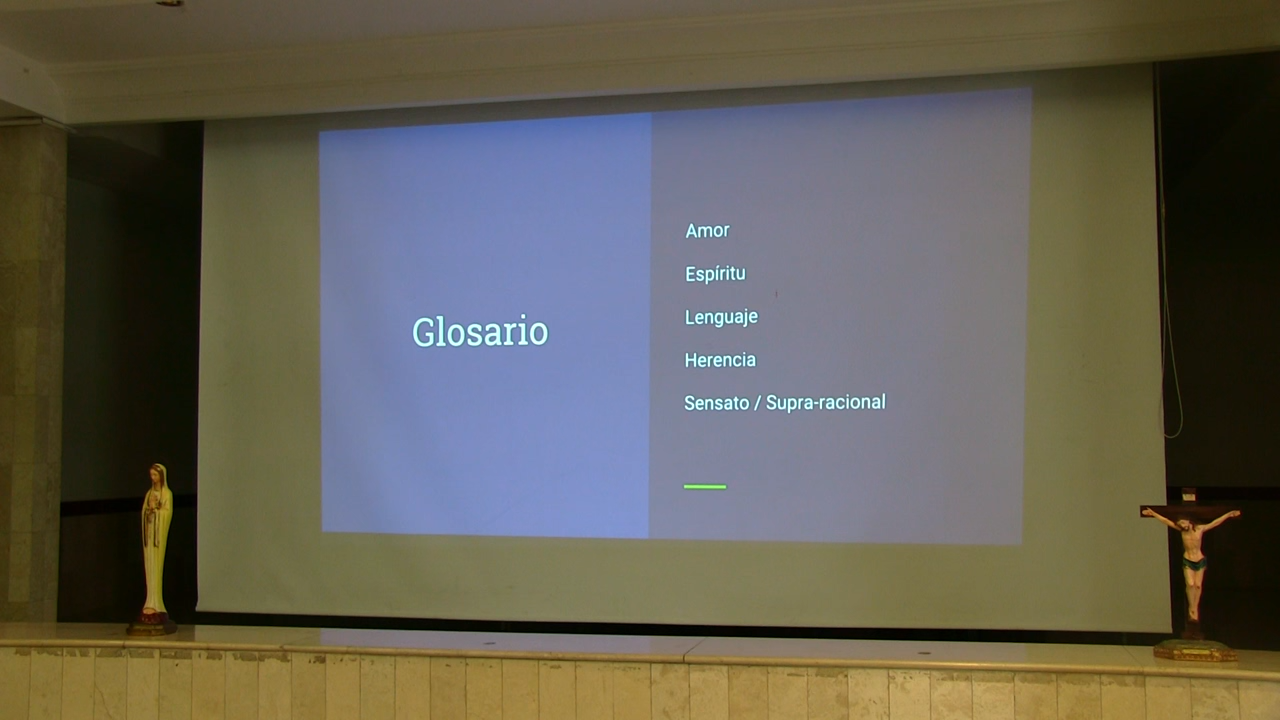 Glosario
Amor
Espíritu
Lenguaje
Herencia
Sensato / Supra-racional